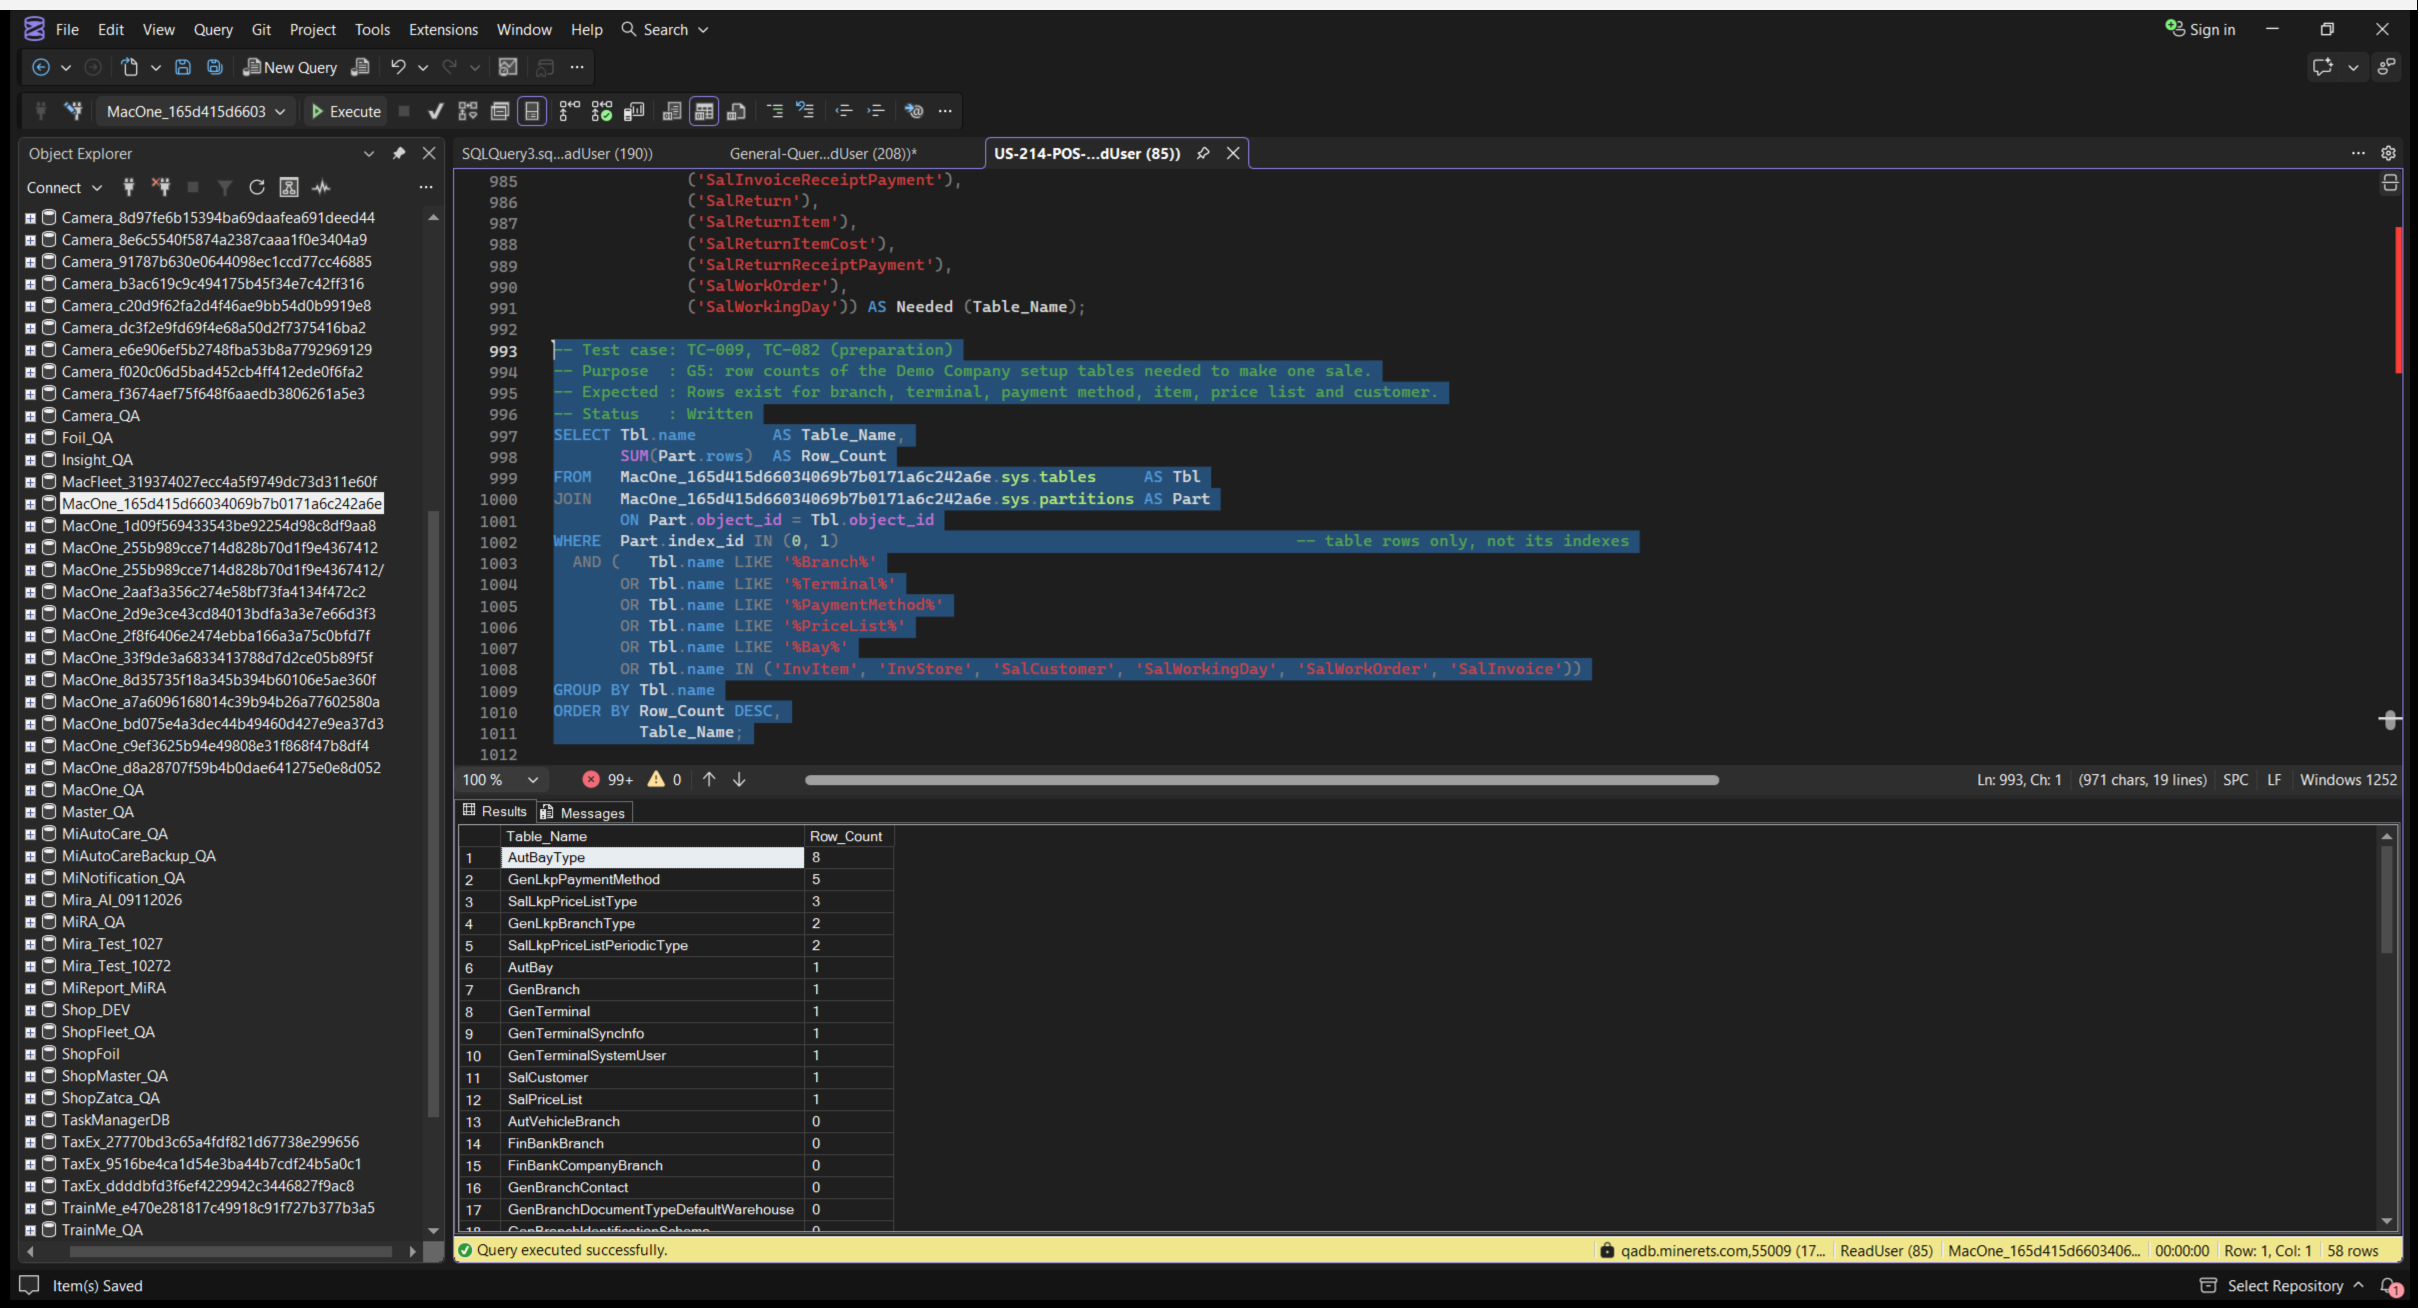 File Edit View Query Git Project Tools Extensions Window Help Search Sign in
New Query
MacOne_165d415d6603 Execute
Object Explorer
Connect
Camera_8d97fe6b15394ba69daafea691deed44
Camera_8e6c5540f5874a2387caaa1f0e3404a9
Camera_91787b630e0644098ec1ccd77cc46885
Camera_b3ac619c9c494175b45f34e7c42ff316
Camera_c20d9f62fa2d4f46ae9bb54d0b9919e8
Camera_dc3f2e9fd69f4e68a50d2f7375416ba2
Camera_e6e906ef5b2748fba53b8a7792969129
Camera_f020c06d5bad452cb4ff412ede0f6fa2
Camera_f3674aef75f648f6aaedb3806261a5e3
Camera_QA
Foil_QA
Insight_QA
MacFleet_319374027ecc4a5f9749dc73d311e60f
MacOne_165d415d66034069b7b0171a6c242a6e
MacOne_1d09f569433543be92254d98c8df9aa8
MacOne_255b989cce714d828b70d1f9e4367412
MacOne_255b989cce714d828b70d1f9e4367412/
MacOne_2aaf3a356c274e58bf73fa4134f472c2
MacOne_2d9e3ce43cd84013bdfa3a3e7e66d3f3
MacOne_2f8f6406e2474ebba166a3a75c0bfd7f
MacOne_33f9de3a6833413788d7d2ce05b89f5f
MacOne_8d35735f18a345b394b60106e5ae360f
MacOne_a7a6096168014c39b94b26a77602580a
MacOne_bd075e4a3dec44b49460d427e9ea37d3
MacOne_c9ef3625b94e49808e31f868f47b8df4
MacOne_d8a28707f59b4b0dae641275e0e8d052
MacOne_QA
Master_QA
MiAutoCare_QA
MiAutoCareBackup_QA
MiNotification_QA
Mira_AI_09112026
MiRA_QA
Mira_Test_1027
Mira_Test_10272
MiReport_MiRA
Shop_DEV
ShopFleet_QA
ShopFoil
ShopMaster_QA
ShopZatca_QA
TaskManagerDB
TaxEx_27770bd3c65a4fdf821d67738e299656
TaxEx_9516be4ca1d54e3ba44b7cdf24b5a0c1
TaxEx_ddddbfd3f6ef4229942c3446827f9ac8
TrainMe_e470e281817c49918c91f727b377b3a5
TrainMe_QA
SQLQuery3.sq...adUser (190)) General-Quer...dUser (208))* US-214-POS-...dUser (85))
985 ('SalInvoiceReceiptPayment'),
986 ('SalReturn'),
987 ('SalReturnItem'),
988 ('SalReturnItemCost'),
989 ('SalReturnReceiptPayment'),
990 ('SalWorkOrder'),
991 ('SalWorkingDay')) AS Needed (Table_Name);
992
993 -- Test case: TC-009, TC-082 (preparation)
994 -- Purpose : G5: row counts of the Demo Company setup tables needed to make one sale.
995 -- Expected : Rows exist for branch, terminal, payment method, item, price list and customer.
996 -- Status : Written
997 SELECT Tbl.name AS Table_Name,
998 SUM(Part.rows) AS Row_Count
999 FROM MacOne_165d415d66034069b7b0171a6c242a6e.sys.tables AS Tbl
1000 JOIN MacOne_165d415d66034069b7b0171a6c242a6e.sys.partitions AS Part
1001 ON Part.object_id = Tbl.object_id
1002 WHERE Part.index_id IN (0, 1) -- table rows only, not its indexes
1003 AND ( Tbl.name LIKE '%Branch%'
1004 OR Tbl.name LIKE '%Terminal%'
1005 OR Tbl.name LIKE '%PaymentMethod%'
1006 OR Tbl.name LIKE '%PriceList%'
1007 OR Tbl.name LIKE '%Bay%'
1008 OR Tbl.name IN ('InvItem', 'InvStore', 'SalCustomer', 'SalWorkingDay', 'SalWorkOrder', 'SalInvoice'))
1009 GROUP BY Tbl.name
1010 ORDER BY Row_Count DESC,
1011 Table_Name;
1012
100 % 99+ 0 Ln: 993, Ch: 1 (971 chars, 19 lines) SPC LF Windows 1252
Results Messages
Table_Name Row_Count
1 AutBayType 8
2 GenLkpPaymentMethod 5
3 SalLkpPriceListType 3
4 GenLkpBranchType 2
5 SalLkpPriceListPeriodicType 2
6 AutBay 1
7 GenBranch 1
8 GenTerminal 1
9 GenTerminalSyncInfo 1
10 GenTerminalSystemUser 1
11 SalCustomer 1
12 SalPriceList 1
13 AutVehicleBranch 0
14 FinBankBranch 0
15 FinBankCompanyBranch 0
16 GenBranchContact 0
17 GenBranchDocumentTypeDefaultWarehouse 0
18 GenBranchIdentificationScheme 0
Query executed successfully. qadb.minerets.com,55009 (17... ReadUser (85) MacOne_165d415d6603406... 00:00:00 Row: 1, Col: 1 58 rows
Item(s) Saved Select Repository 1